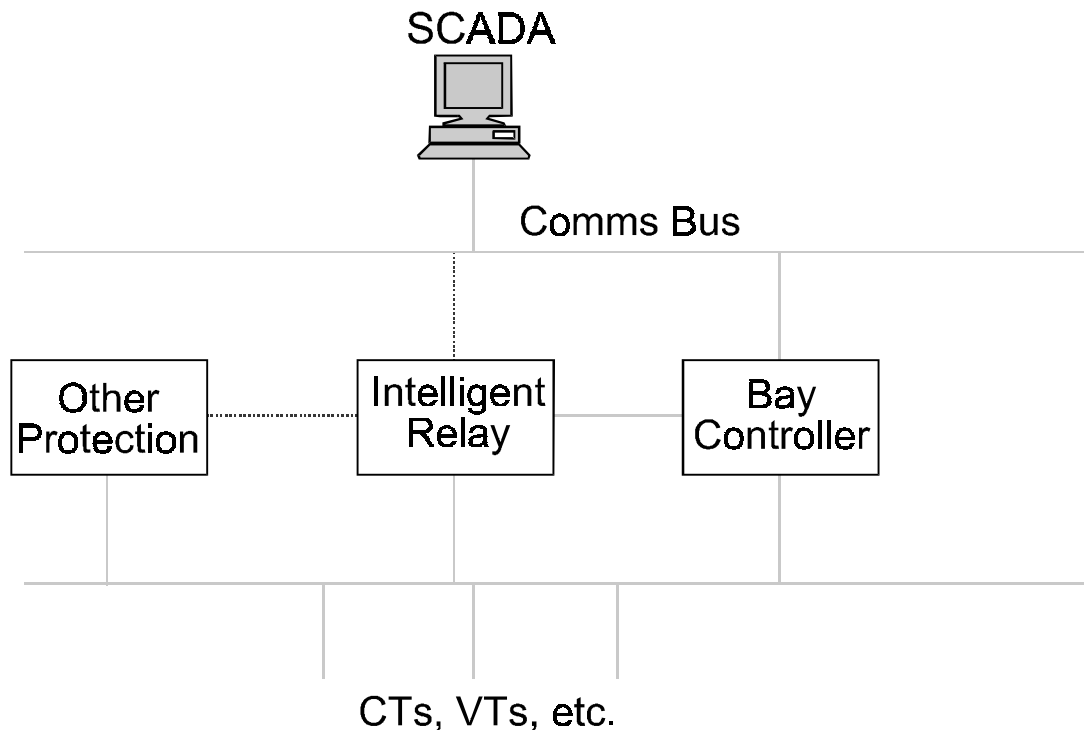 SCADA
Comms Bus
Other
Protection
Intelligent
Relay
Bay
Controller
CTs, VTs, etc.